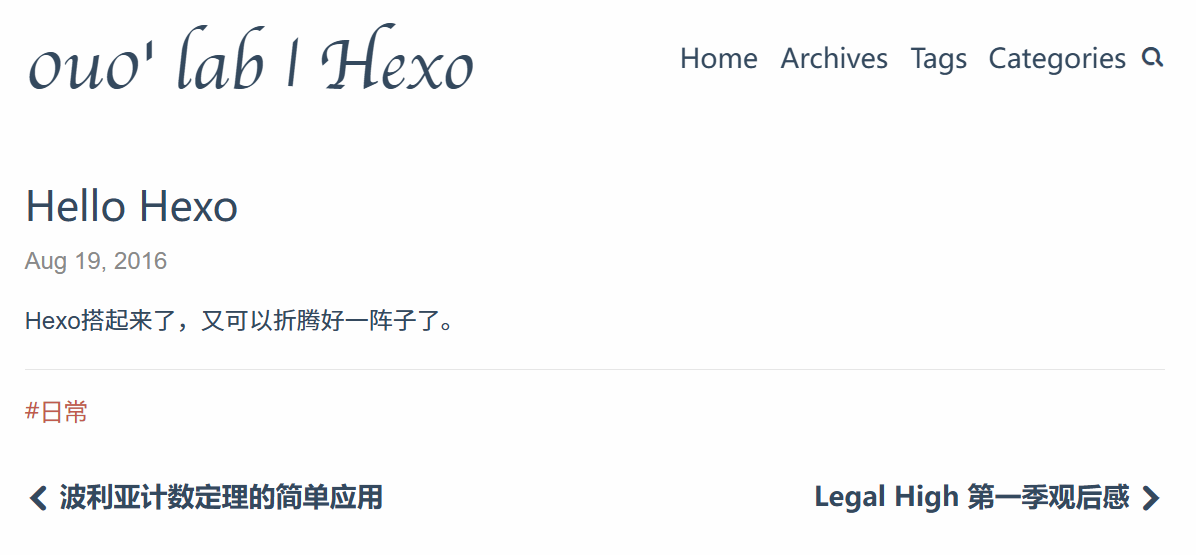 ouo' lab | Hexo
Home Archives Tags Categories
Hello Hexo
Aug 19, 2016
Hexo搭起来了，又可以折腾好一阵子了。
#日常
波利亚计数定理的简单应用
Legal High 第一季观后感